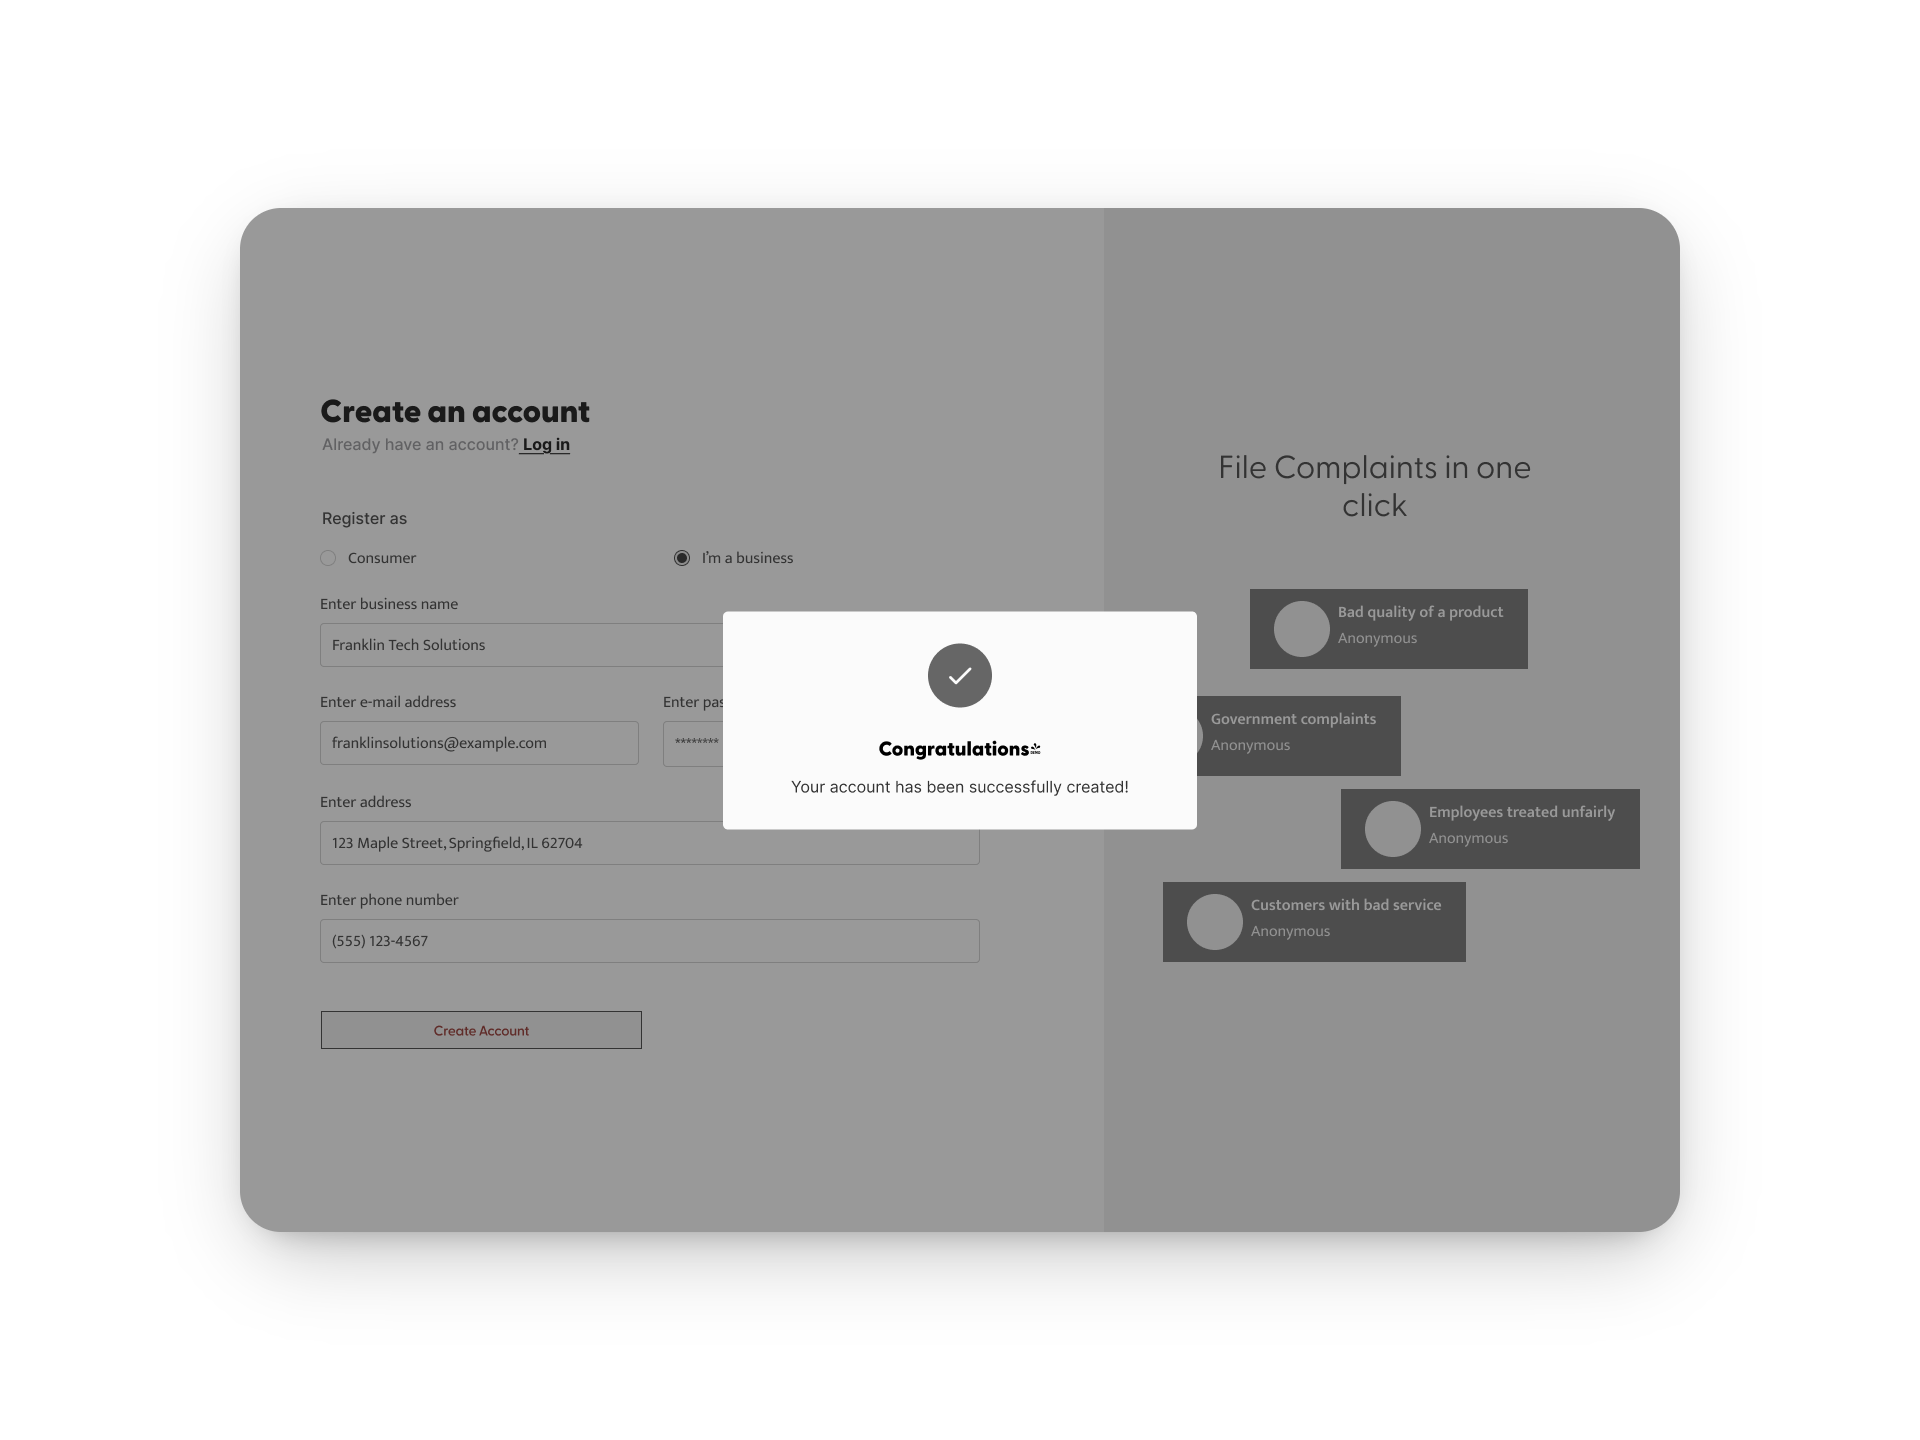 Create an account
Already have an account? Log in
Register as
Consumer
I'm a business
Enter business name
Franklin Tech Solutions
Enter e-mail address
franklinsolutions@example.com
Enter
********
Enter address
123 Maple Street, Springfield, IL 62704
Enter phone number
(555) 123-4567
Create Account
Congratulations
DEMO
Your account has been successfully created!
File Complaints in one
click
Bad quality of a product
Anonymous
Government complaints
Anonymous
Employees treated unfairly
Anonymous
Customers with bad service
Anonymous